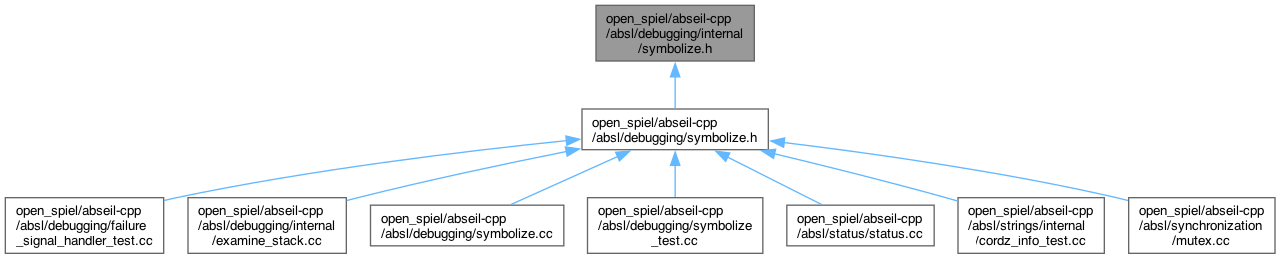 open_spiel/abseil-cpp
/absl/debugging/internal
/symbolize.h
open_spiel/abseil-cpp
/absl/debugging/symbolize.h
open_spiel/abseil-cpp
/absl/debugging/failure
_signal_handler_test.cc
open_spiel/abseil-cpp
/absl/debugging/internal
/examine_stack.cc
open_spiel/abseil-cpp
/absl/debugging/symbolize.cc
open_spiel/abseil-cpp
/absl/debugging/symbolize
_test.cc
open_spiel/abseil-cpp
/absl/status/status.cc
open_spiel/abseil-cpp
/absl/strings/internal
/cordz_info_test.cc
open_spiel/abseil-cpp
/absl/synchronization
/mutex.cc